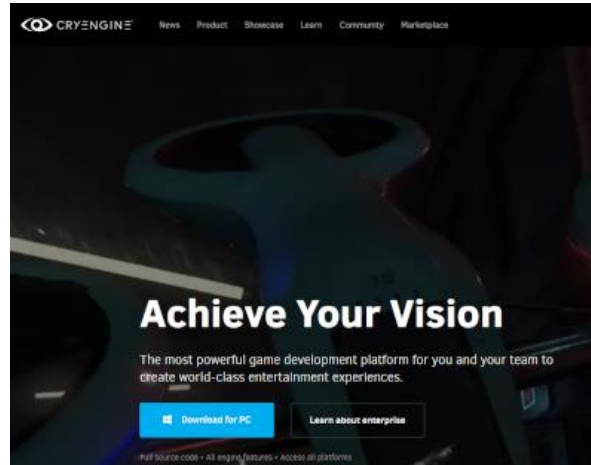 CRYENGINE News Product Showcase Learn Community Marketplace
Achieve Your Vision
The most powerful game development platform for you and your team to
create world-class entertainment experiences.
Download for PC Learn about enterprise
Full source code • All engine features • Access all platforms